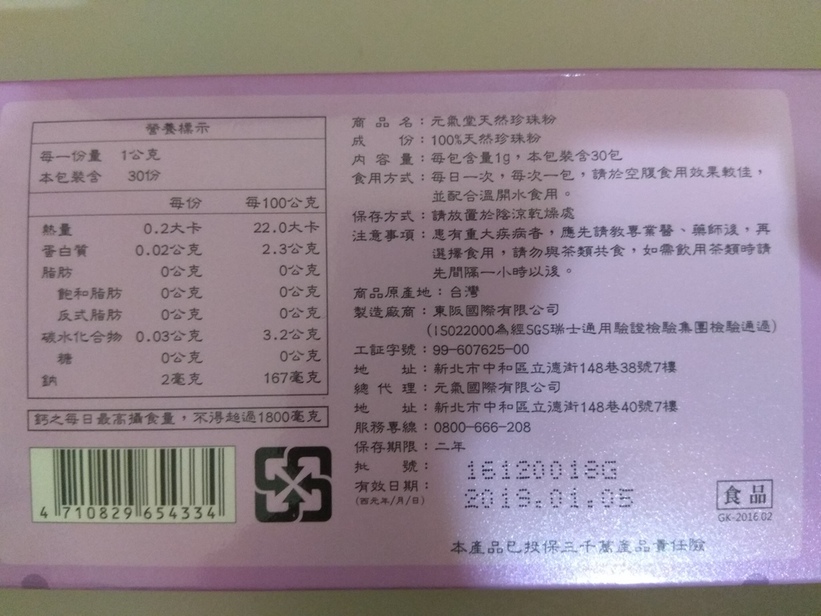 營養標示
每一份量 1公克
本包裝含 30份
每份 每100公克
熱量 0.2大卡 22.0大卡
蛋白質 0.02公克 2.3公克
脂肪 0公克 0公克
飽和脂肪 0公克 0公克
反式脂肪 0公克 0公克
碳水化合物 0.03公克 3.2公克
糖 0公克 0公克
鈉 2毫克 167毫克
鈣之每日最高攝食量，不得超過1800毫克
4 710829 654334
商品名：元氣堂天然珍珠粉
成份：100%天然珍珠粉
內容量：每包含量1g，本包裝含30包
食用方式：每日一次，每次一包，請於空腹食用效果較佳，
並配合溫開水食用。
保存方式：請放置於陰涼乾燥處
注意事項：患有重大疾病者，應先請教專業醫、藥師後，再
選擇食用，請勿與茶類共食，如需飲用茶類時請
先間隔一小時以後。
商品原產地：台灣
製造廠商：東阪國際有限公司
(ISO22000為經SGS瑞士通用驗證檢驗集團檢驗通過)
工証字號：99-607625-00
地址：新北市中和區立德街148巷38號7樓
總代理：元氣國際有限公司
地址：新北市中和區立德街148巷40號7樓
服務專線：0800-666-208
保存期限：二年
批號：16120018G
有效日期：2019.01.05
(西元年/月/日)
食品
GK-2016.02
本產品已投保三千萬產品責任險